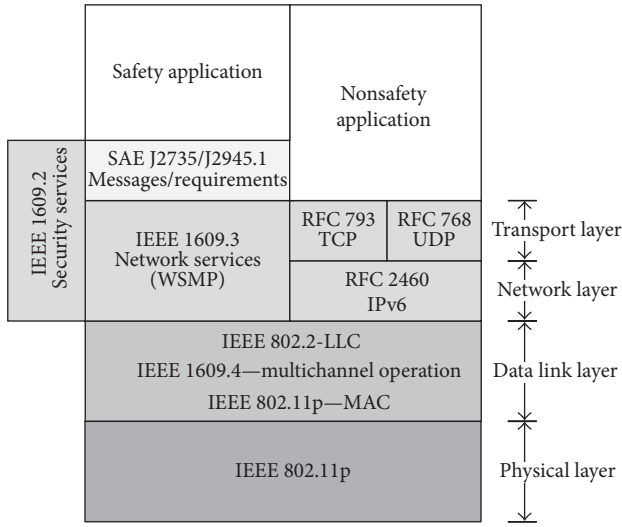 Safety application
Nonsafety
application
IEEE 1609.2
Security services
SAE J2735/J2945.1
Messages/requirements
IEEE 1609.3
Network services
(WSMP)
RFC 793
TCP
RFC 768
UDP
Transport layer
RFC 2460
IPv6
Network layer
IEEE 802.2-LLC
IEEE 1609.4—multichannel operation
IEEE 802.11p—MAC
Data link layer
IEEE 802.11p
Physical layer